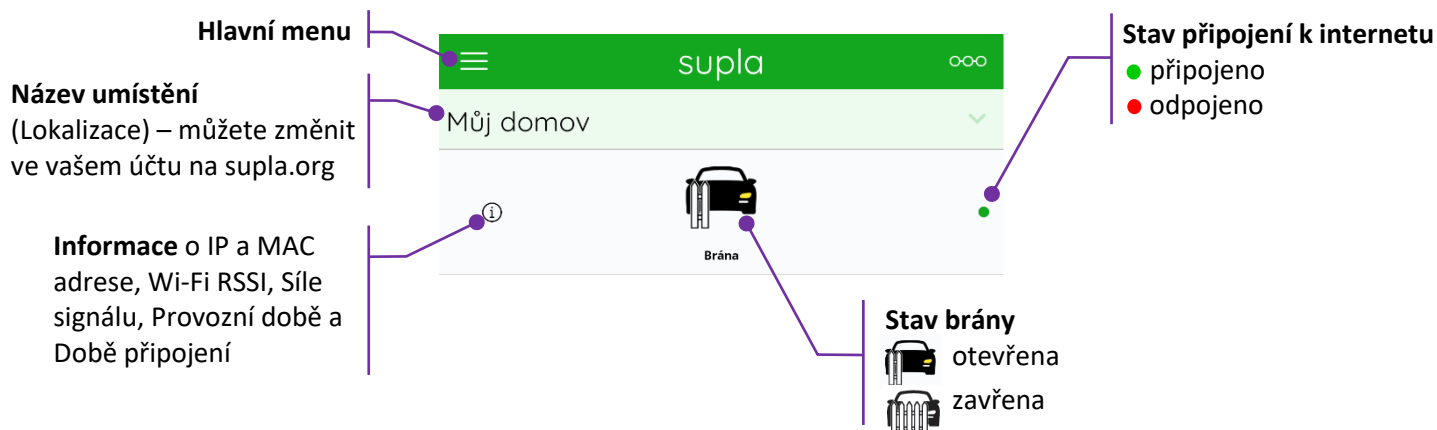 Hlavní menu
Název umístění
(Lokalizace) – můžete změnit
ve vašem účtu na supla.org
Informace o IP a MAC
adrese, Wi-Fi RSSI, Síle
signálu, Provozní době a
Době připojení
supla
Můj domov
i
Brána
Stav připojení k internetu
připojeno
odpojeno
Stav brány
otevřena
zavřena